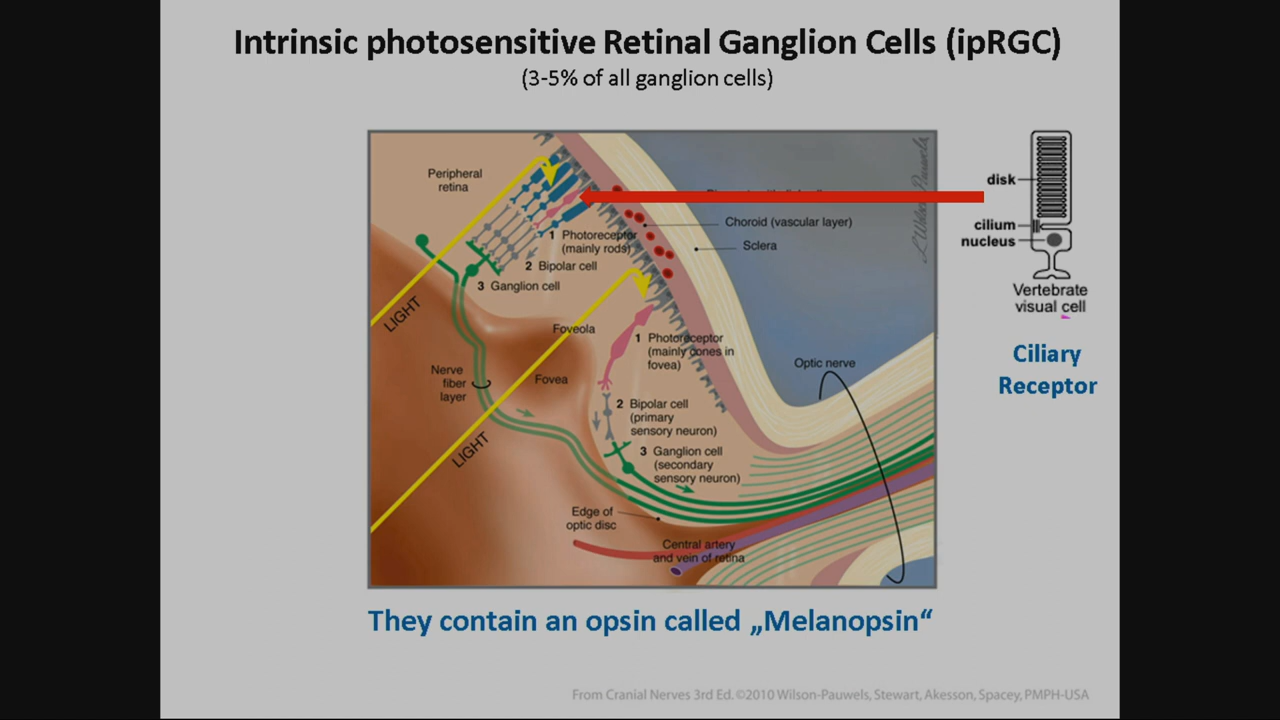 Intrinsic photosensitive Retinal Ganglion Cells (ipRGC)
(3-5% of all ganglion cells)
Peripheral
retina
1 Photoreceptor
(mainly rods)
2 Bipolar cell
3 Ganglion cell
LIGHT
Choroid (vascular layer)
Sclera
Foveola
Nerve
fiber
layer
Fovea
1 Photoreceptor
(mainly cones in
fovea)
Optic nerve
2 Bipolar cell
(primary
sensory neuron)
LIGHT
3 Ganglion cell
(secondary
sensory neuron)
Edge of
optic disc
Central artery
and vein of retina
disk
cilium
nucleus
Vertebrate
visual cell
Ciliary
Receptor
They contain an opsin called „Melanopsin“
From Cranial Nerves 3rd Ed. ©2010 Wilson-Pauwels, Stewart, Akesson, Spacey, PMPH-USA